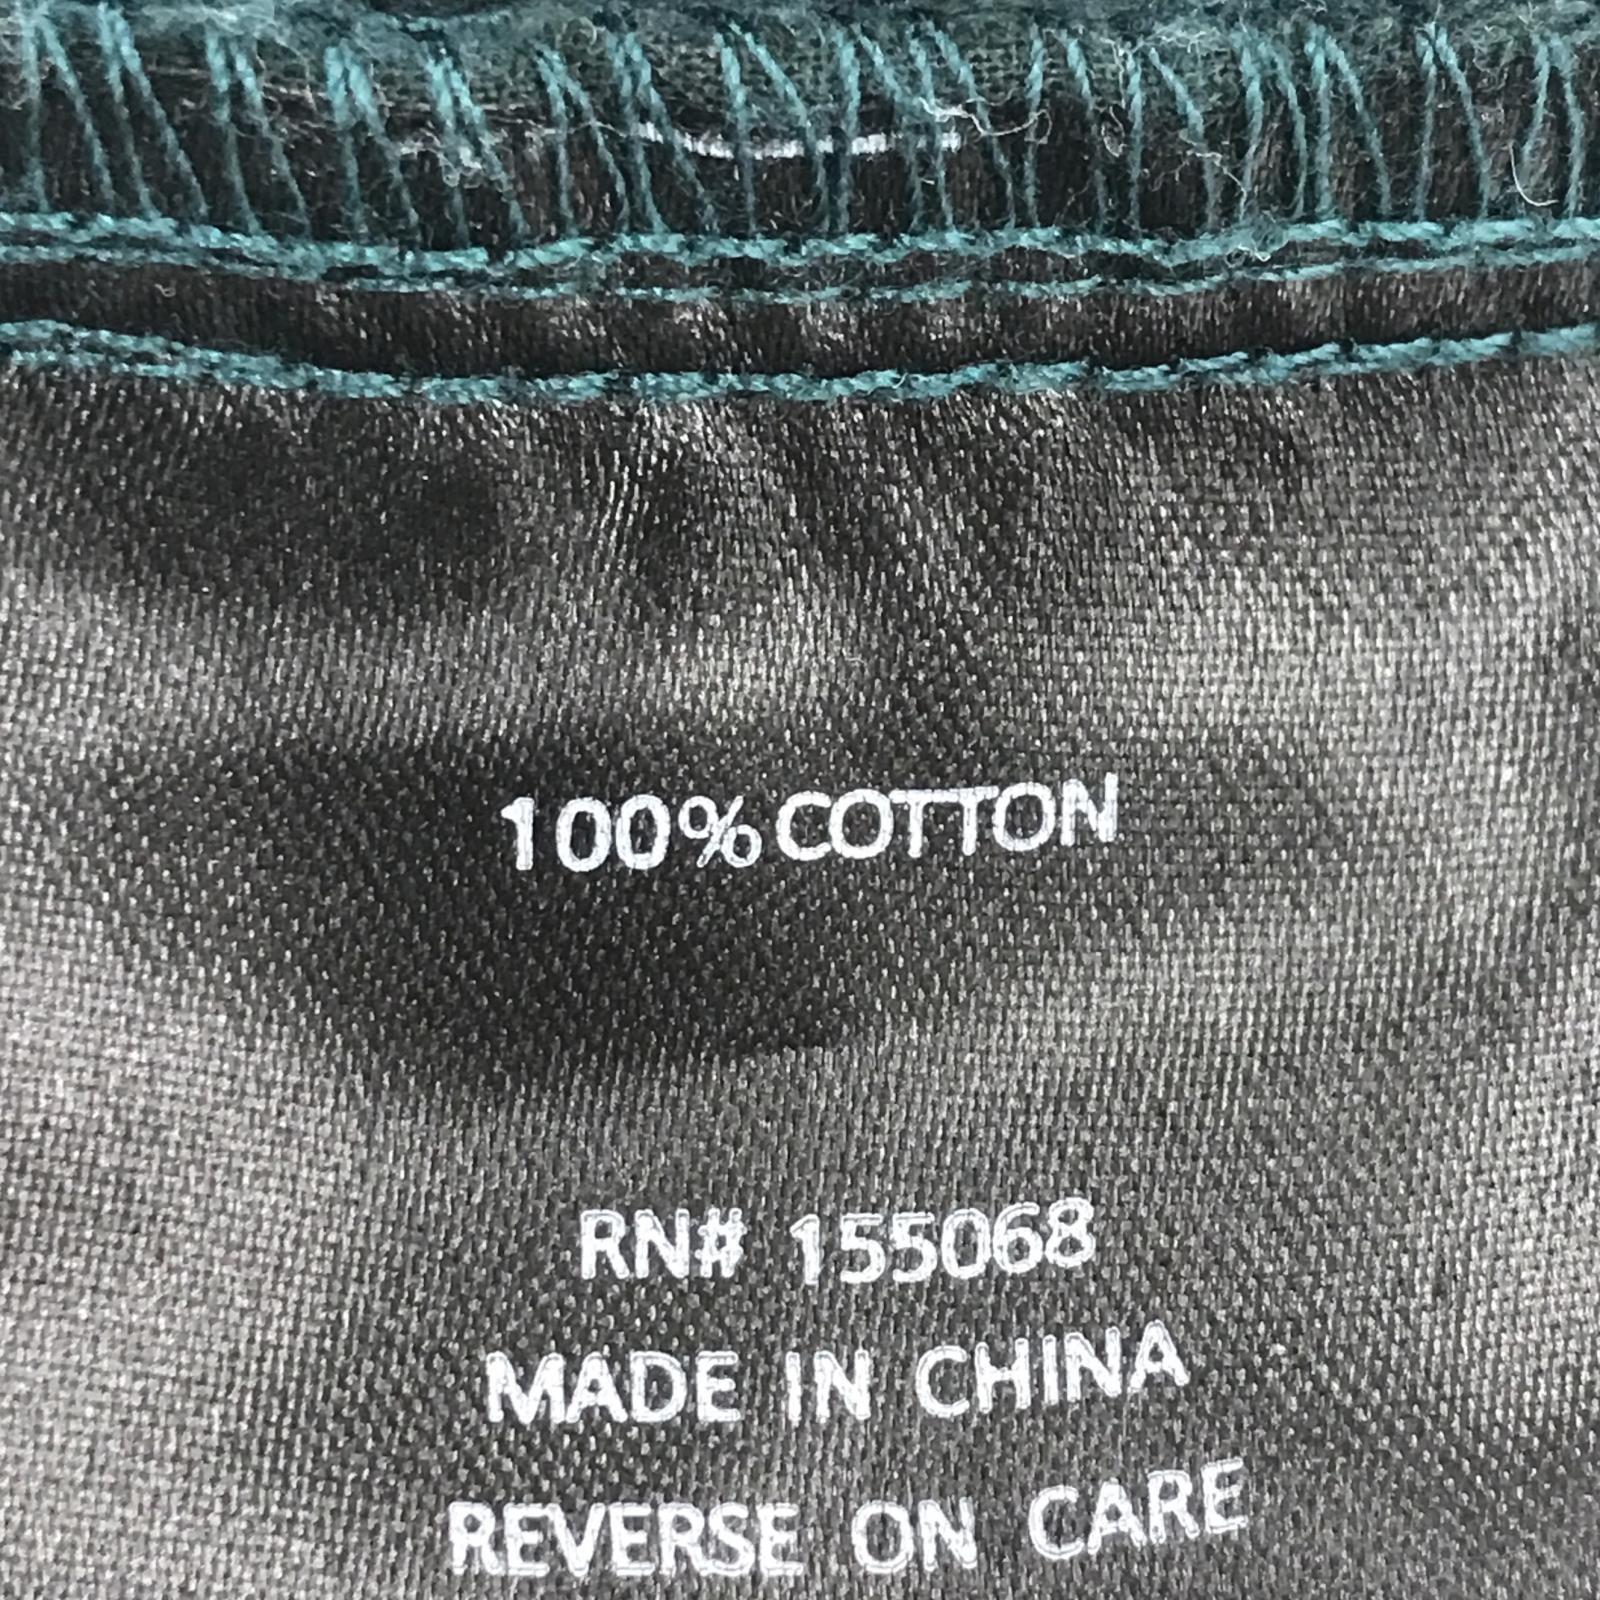 100% COTTON
RN# 155068
MADE IN CHINA
REVERSE ON CARE